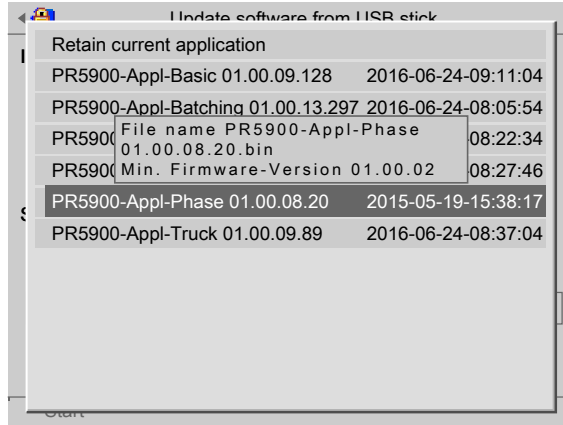 Update software from USB stick
Retain current application
PR5900-Appl-Basic 01.00.09.128 2016-06-24-09:11:04
PR5900-Appl-Batching 01.00.13.297 2016-06-24-08:05:54
File name PR5900-Appl-Phase
01.00.08.20.bin
Min. Firmware-Version 01.00.02
PR5900 08:22:34
PR5900 08:27:46
PR5900-Appl-Phase 01.00.08.20 2015-05-19-15:38:17
PR5900-Appl-Truck 01.00.09.89 2016-06-24-08:37:04
Start